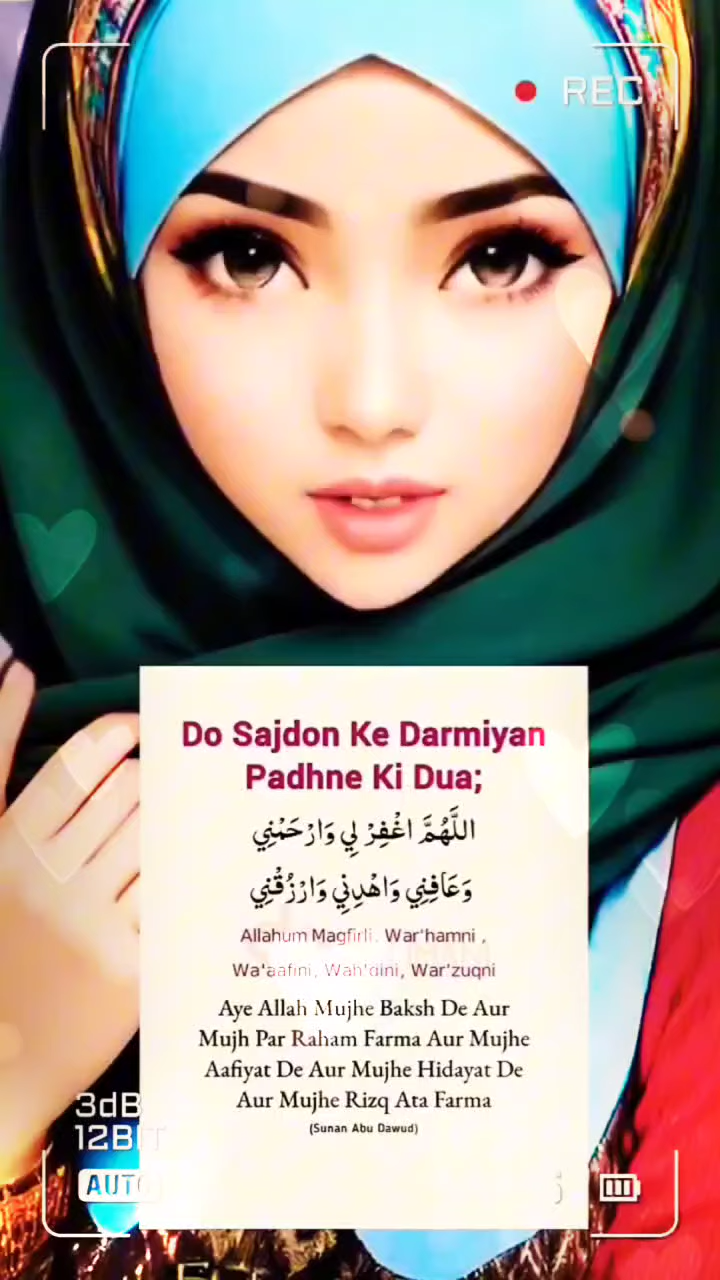 REC
Do Sajdon Ke Darmiyan
Padhne Ki Dua;
اللَّهُمَّ اغْفِرْ لِي وَارْحَمْنِي
وَعَافِنِي وَاهْدِنِي وَارْزُقْنِي
Allahum Magfirli, War'hamni ,
Wa'aafini, Wah'dini, War'zuqni
Aye Allah Mujhe Baksh De Aur
Mujh Par Raham Farma Aur Mujhe
Aafiyat De Aur Mujhe Hidayat De
Aur Mujhe Rizq Ata Farma
(Sunan Abu Dawud)
3dB
12BIT
AUTO